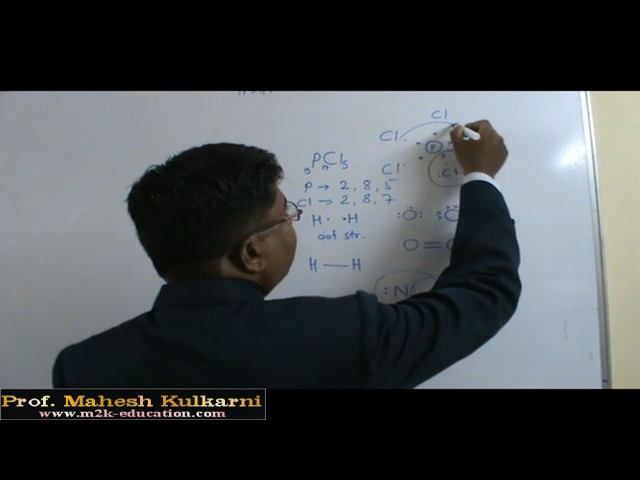 Cl
Cl
PCl5
P
Cl
:Cl
P → 2, 8, 5
Cl → 2, 8, 7
H· ·H
:Ö:
dot str.
O=
H — H
:N
Prof. Mahesh Kulkarni
www.m2k-education.com